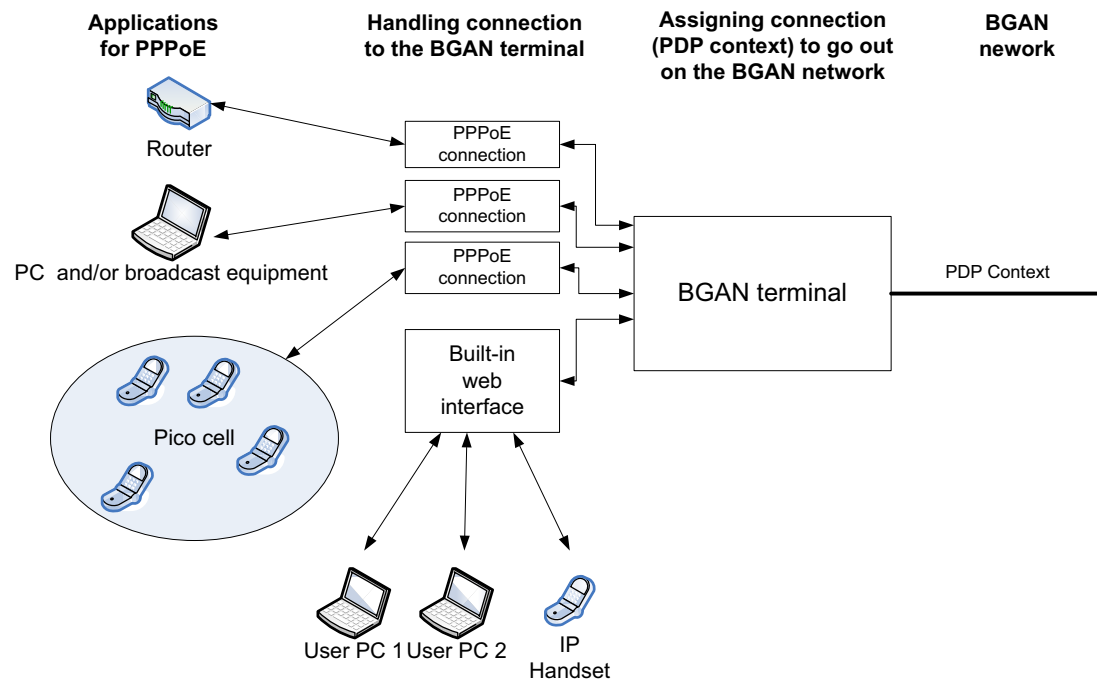 Applications
for PPPoE
Handling connection
to the BGAN terminal
Assigning connection
(PDP context) to go out
on the BGAN network
BGAN
nework
Router
PPPoE
connection
PPPoE
connection
PC and/or broadcast equipment
PPPoE
connection
BGAN terminal
PDP Context
Built-in
web
interface
Pico cell
User PC 1
User PC 2
IP
Handset